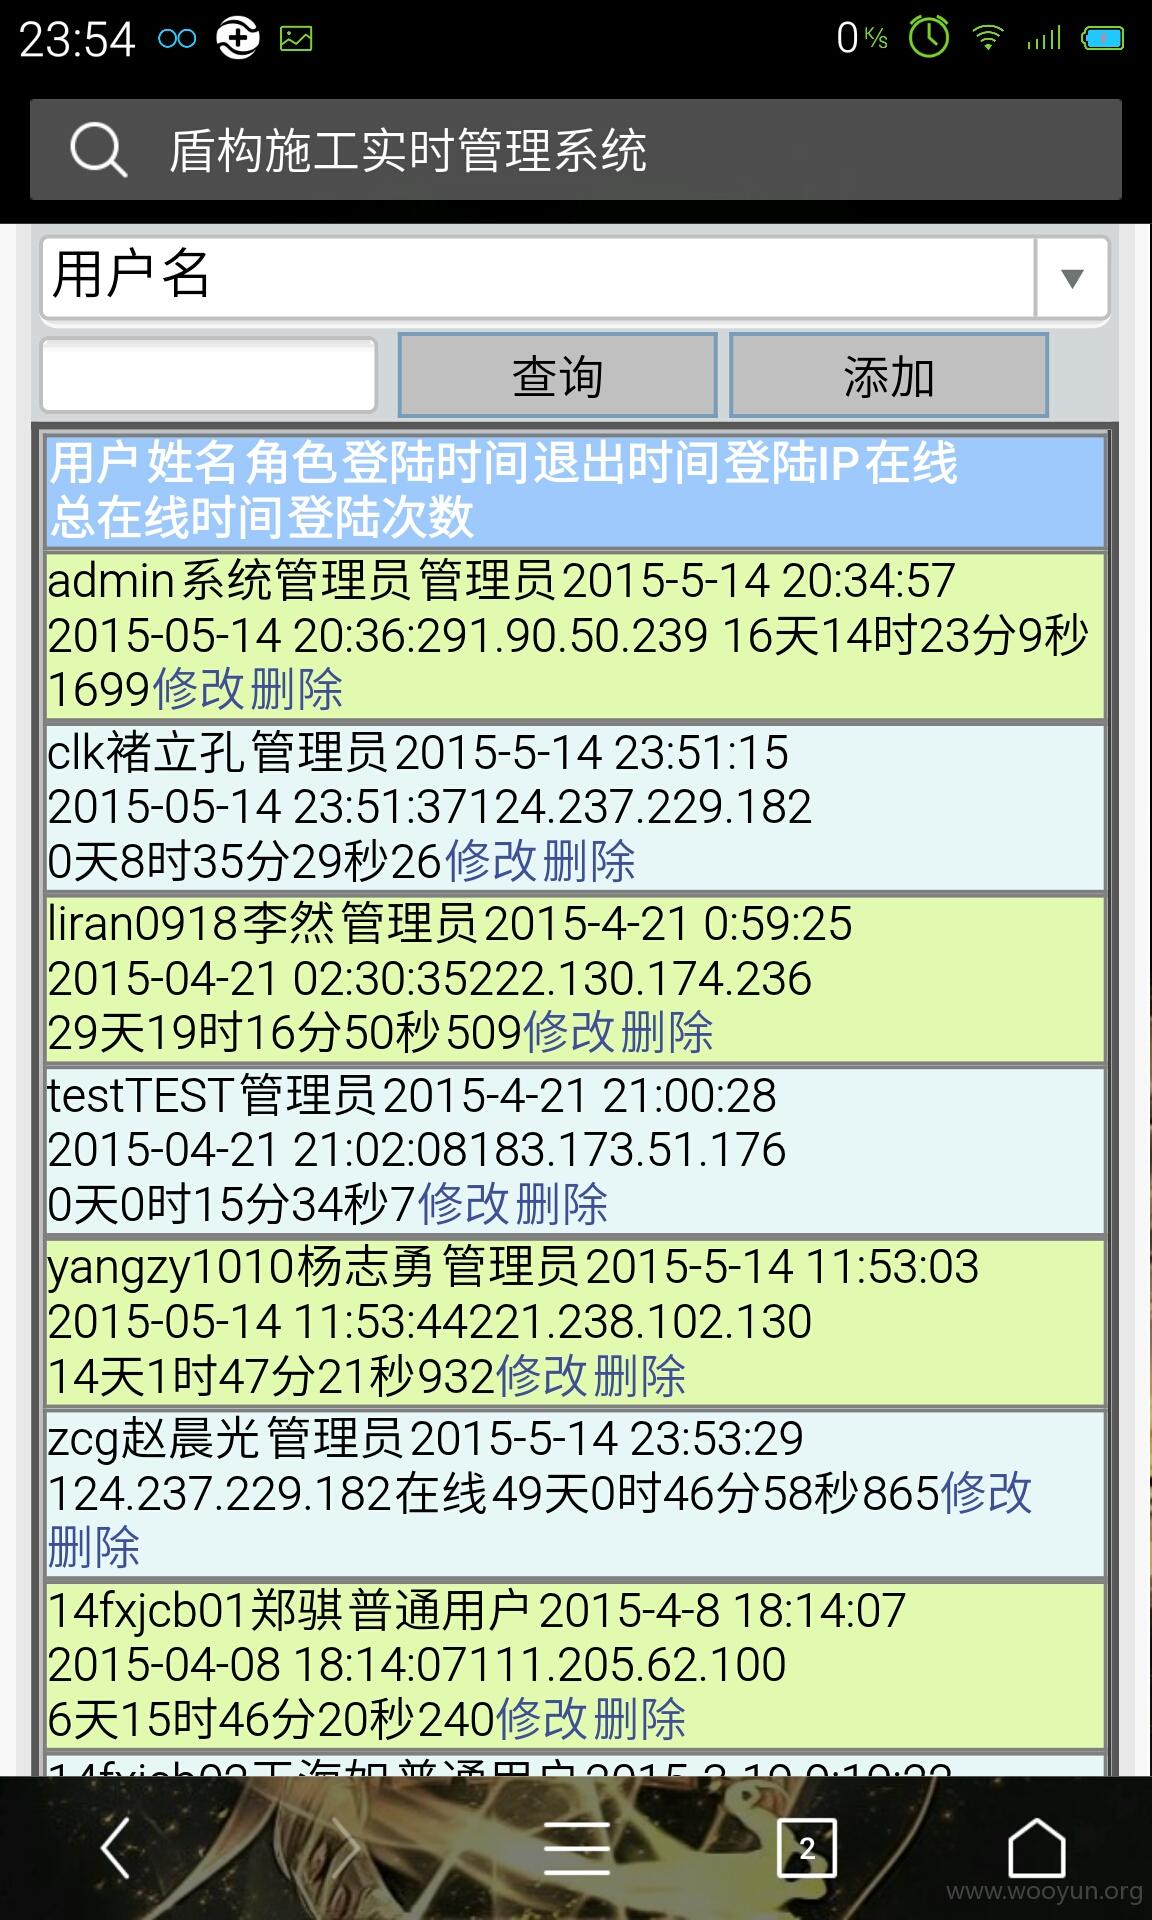 23:54
0 K/s
盾构施工实时管理系统
用户名
查询 添加
用户姓名角色登陆时间退出时间登陆IP在线
总在线时间登陆次数
admin系统管理员管理员2015-5-14 20:34:57
2015-05-14 20:36:291.90.50.239 16天14时23分9秒
1699修改删除
clk褚立孔管理员2015-5-14 23:51:15
2015-05-14 23:51:37124.237.229.182
0天8时35分29秒26修改删除
liran0918李然管理员2015-4-21 0:59:25
2015-04-21 02:30:35222.130.174.236
29天19时16分50秒509修改删除
testTEST管理员2015-4-21 21:00:28
2015-04-21 21:02:08183.173.51.176
0天0时15分34秒7修改删除
yangzy1010杨志勇管理员2015-5-14 11:53:03
2015-05-14 11:53:44221.238.102.130
14天1时47分21秒932修改删除
zcg赵晨光管理员2015-5-14 23:53:29
124.237.229.182在线49天0时46分58秒865修改
删除
14fxjcb01郑骐普通用户2015-4-8 18:14:07
2015-04-08 18:14:07111.205.62.100
6天15时46分20秒240修改删除
2
www.wooyun.org